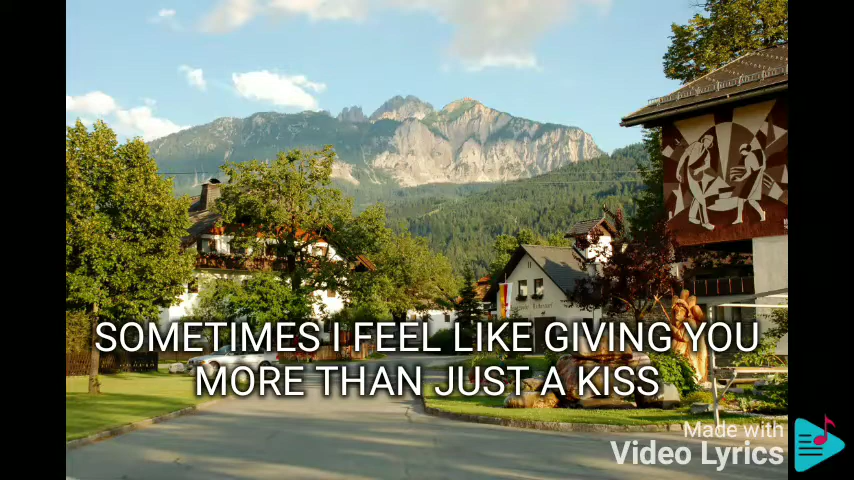 SOMETIMES I FEEL LIKE GIVING YOU
MORE THAN JUST A KISS
Made with
Video Lyrics